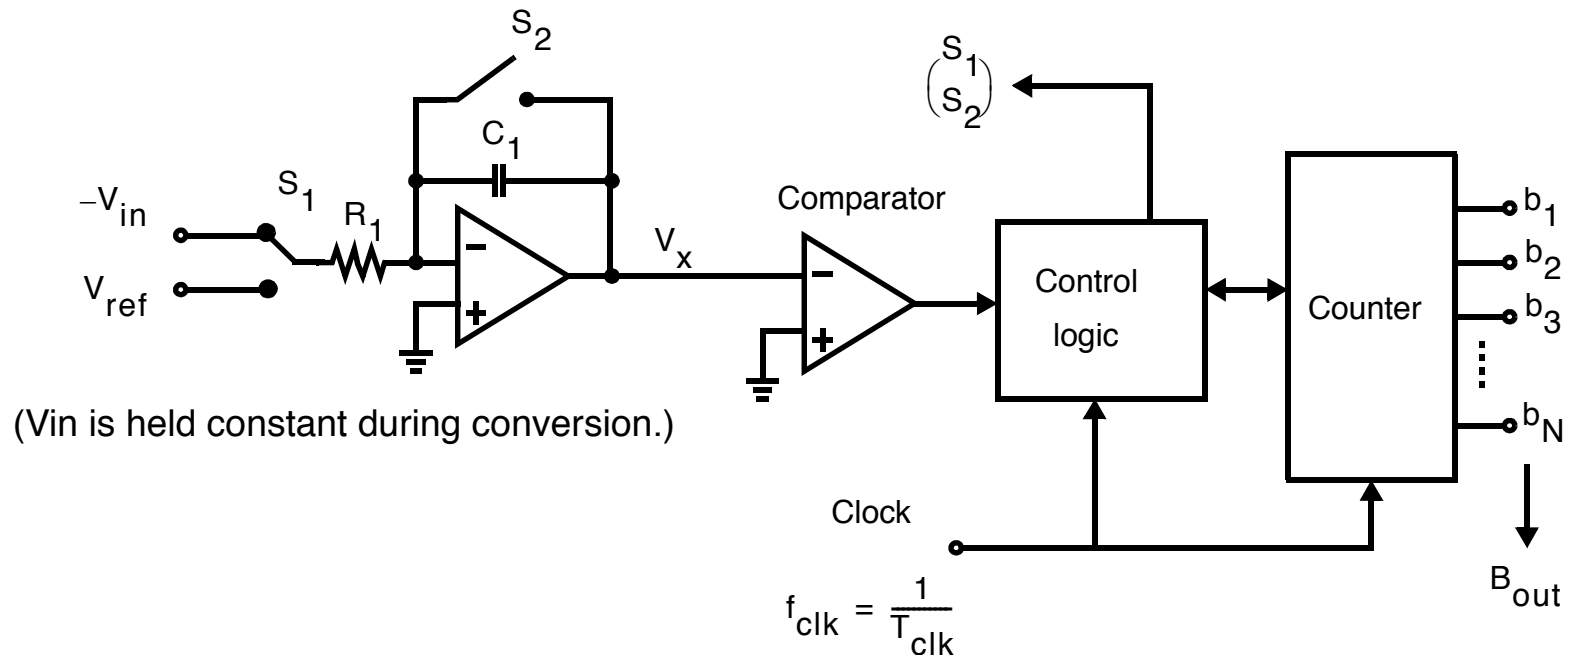 S2
C1
S1
−Vin
R1
Vref
Vx
(Vin is held constant during conversion.)
Comparator
(S1
S2)
Control
logic
Counter
b1
b2
b3
bN
Bout
Clock
fclk = 1
Tclk